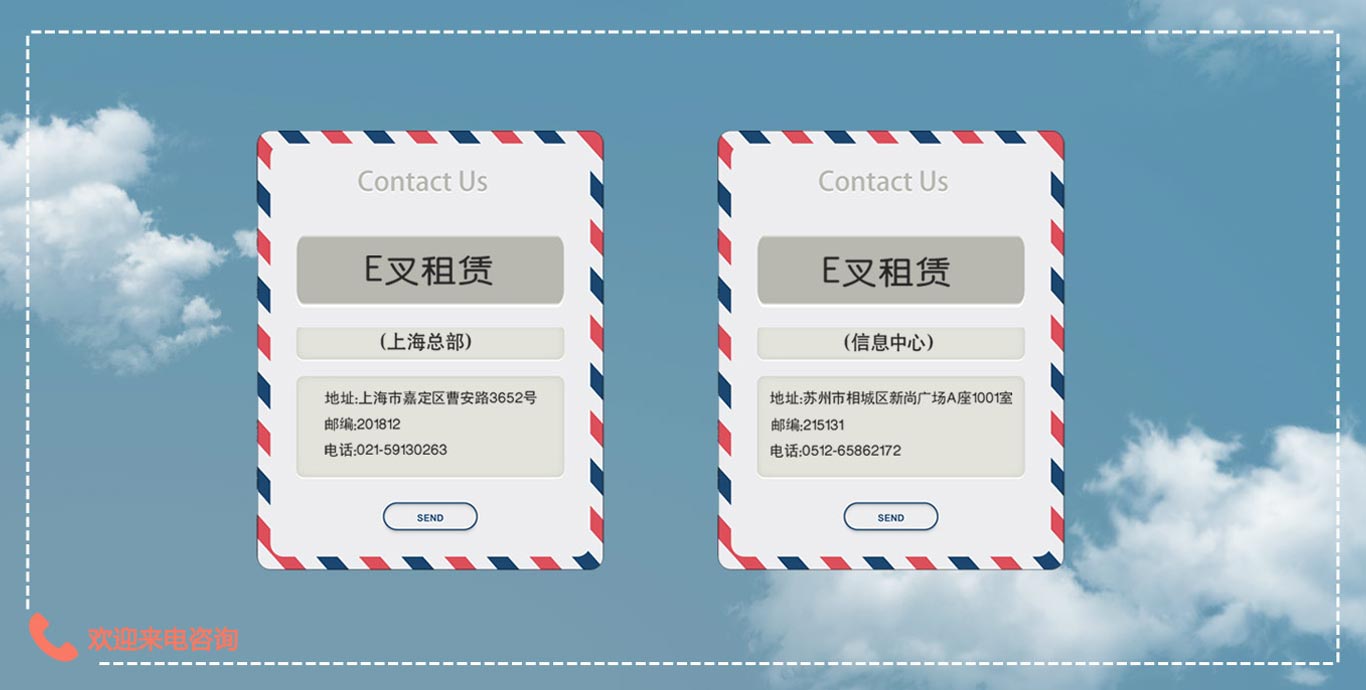 Contact Us
E叉租赁
(上海总部)
地址:上海市嘉定区曹安路3652号
邮编:201812
电话:021-59130263
SEND
Contact Us
E叉租赁
(信息中心)
地址:苏州市相城区新尚广场A座1001室
邮编:215131
电话:0512-65862172
SEND
欢迎来电咨询